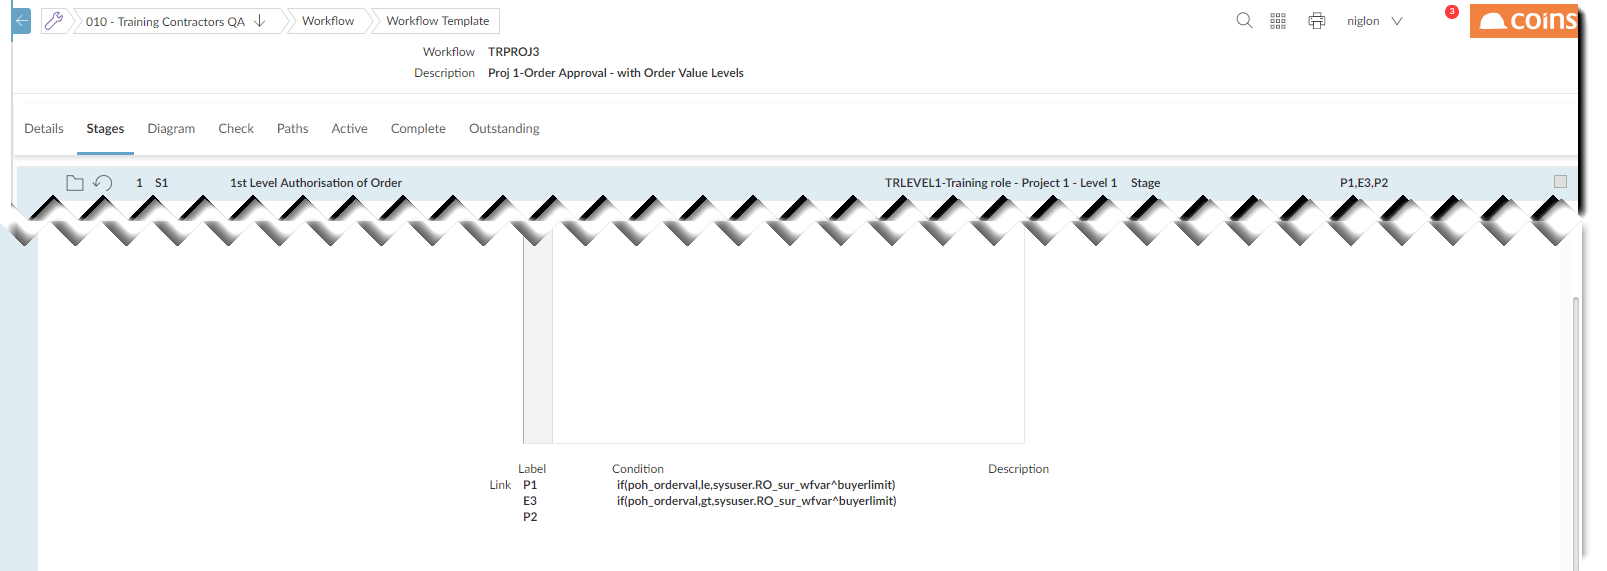 010 - Training Contractors QA Workflow Workflow Template niglon 3 coins
Workflow TRPROJ3
Description Proj 1-Order Approval - with Order Value Levels
Details Stages Diagram Check Paths Active Complete Outstanding
1 S1 1st Level Authorisation of Order TRLEVEL1-Training role - Project 1 - Level 1 Stage P1,E3,P2
Label Condition Description
Link P1 if(poh_orderval,le,sysuser.RO_sur_wfvar^buyerlimit)
E3 if(poh_orderval,gt,sysuser.RO_sur_wfvar^buyerlimit)
P2